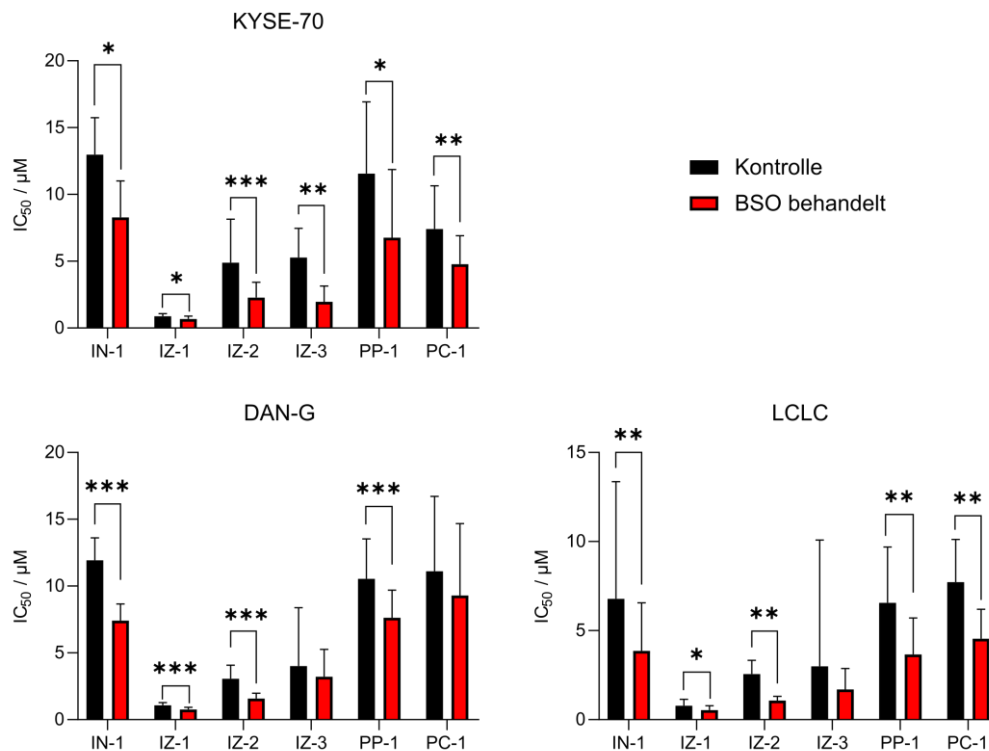 KYSE-70
20
15
10
5
0
IC50 / µM
* * *** ** * **
IN-1 IZ-1 IZ-2 IZ-3 PP-1 PC-1
Kontrolle
BSO behandelt
DAN-G
20
15
10
5
0
IC50 / µM
*** *** *** ***
IN-1 IZ-1 IZ-2 IZ-3 PP-1 PC-1
LCLC
15
10
5
0
IC50 / µM
** * ** ** **
IN-1 IZ-1 IZ-2 IZ-3 PP-1 PC-1